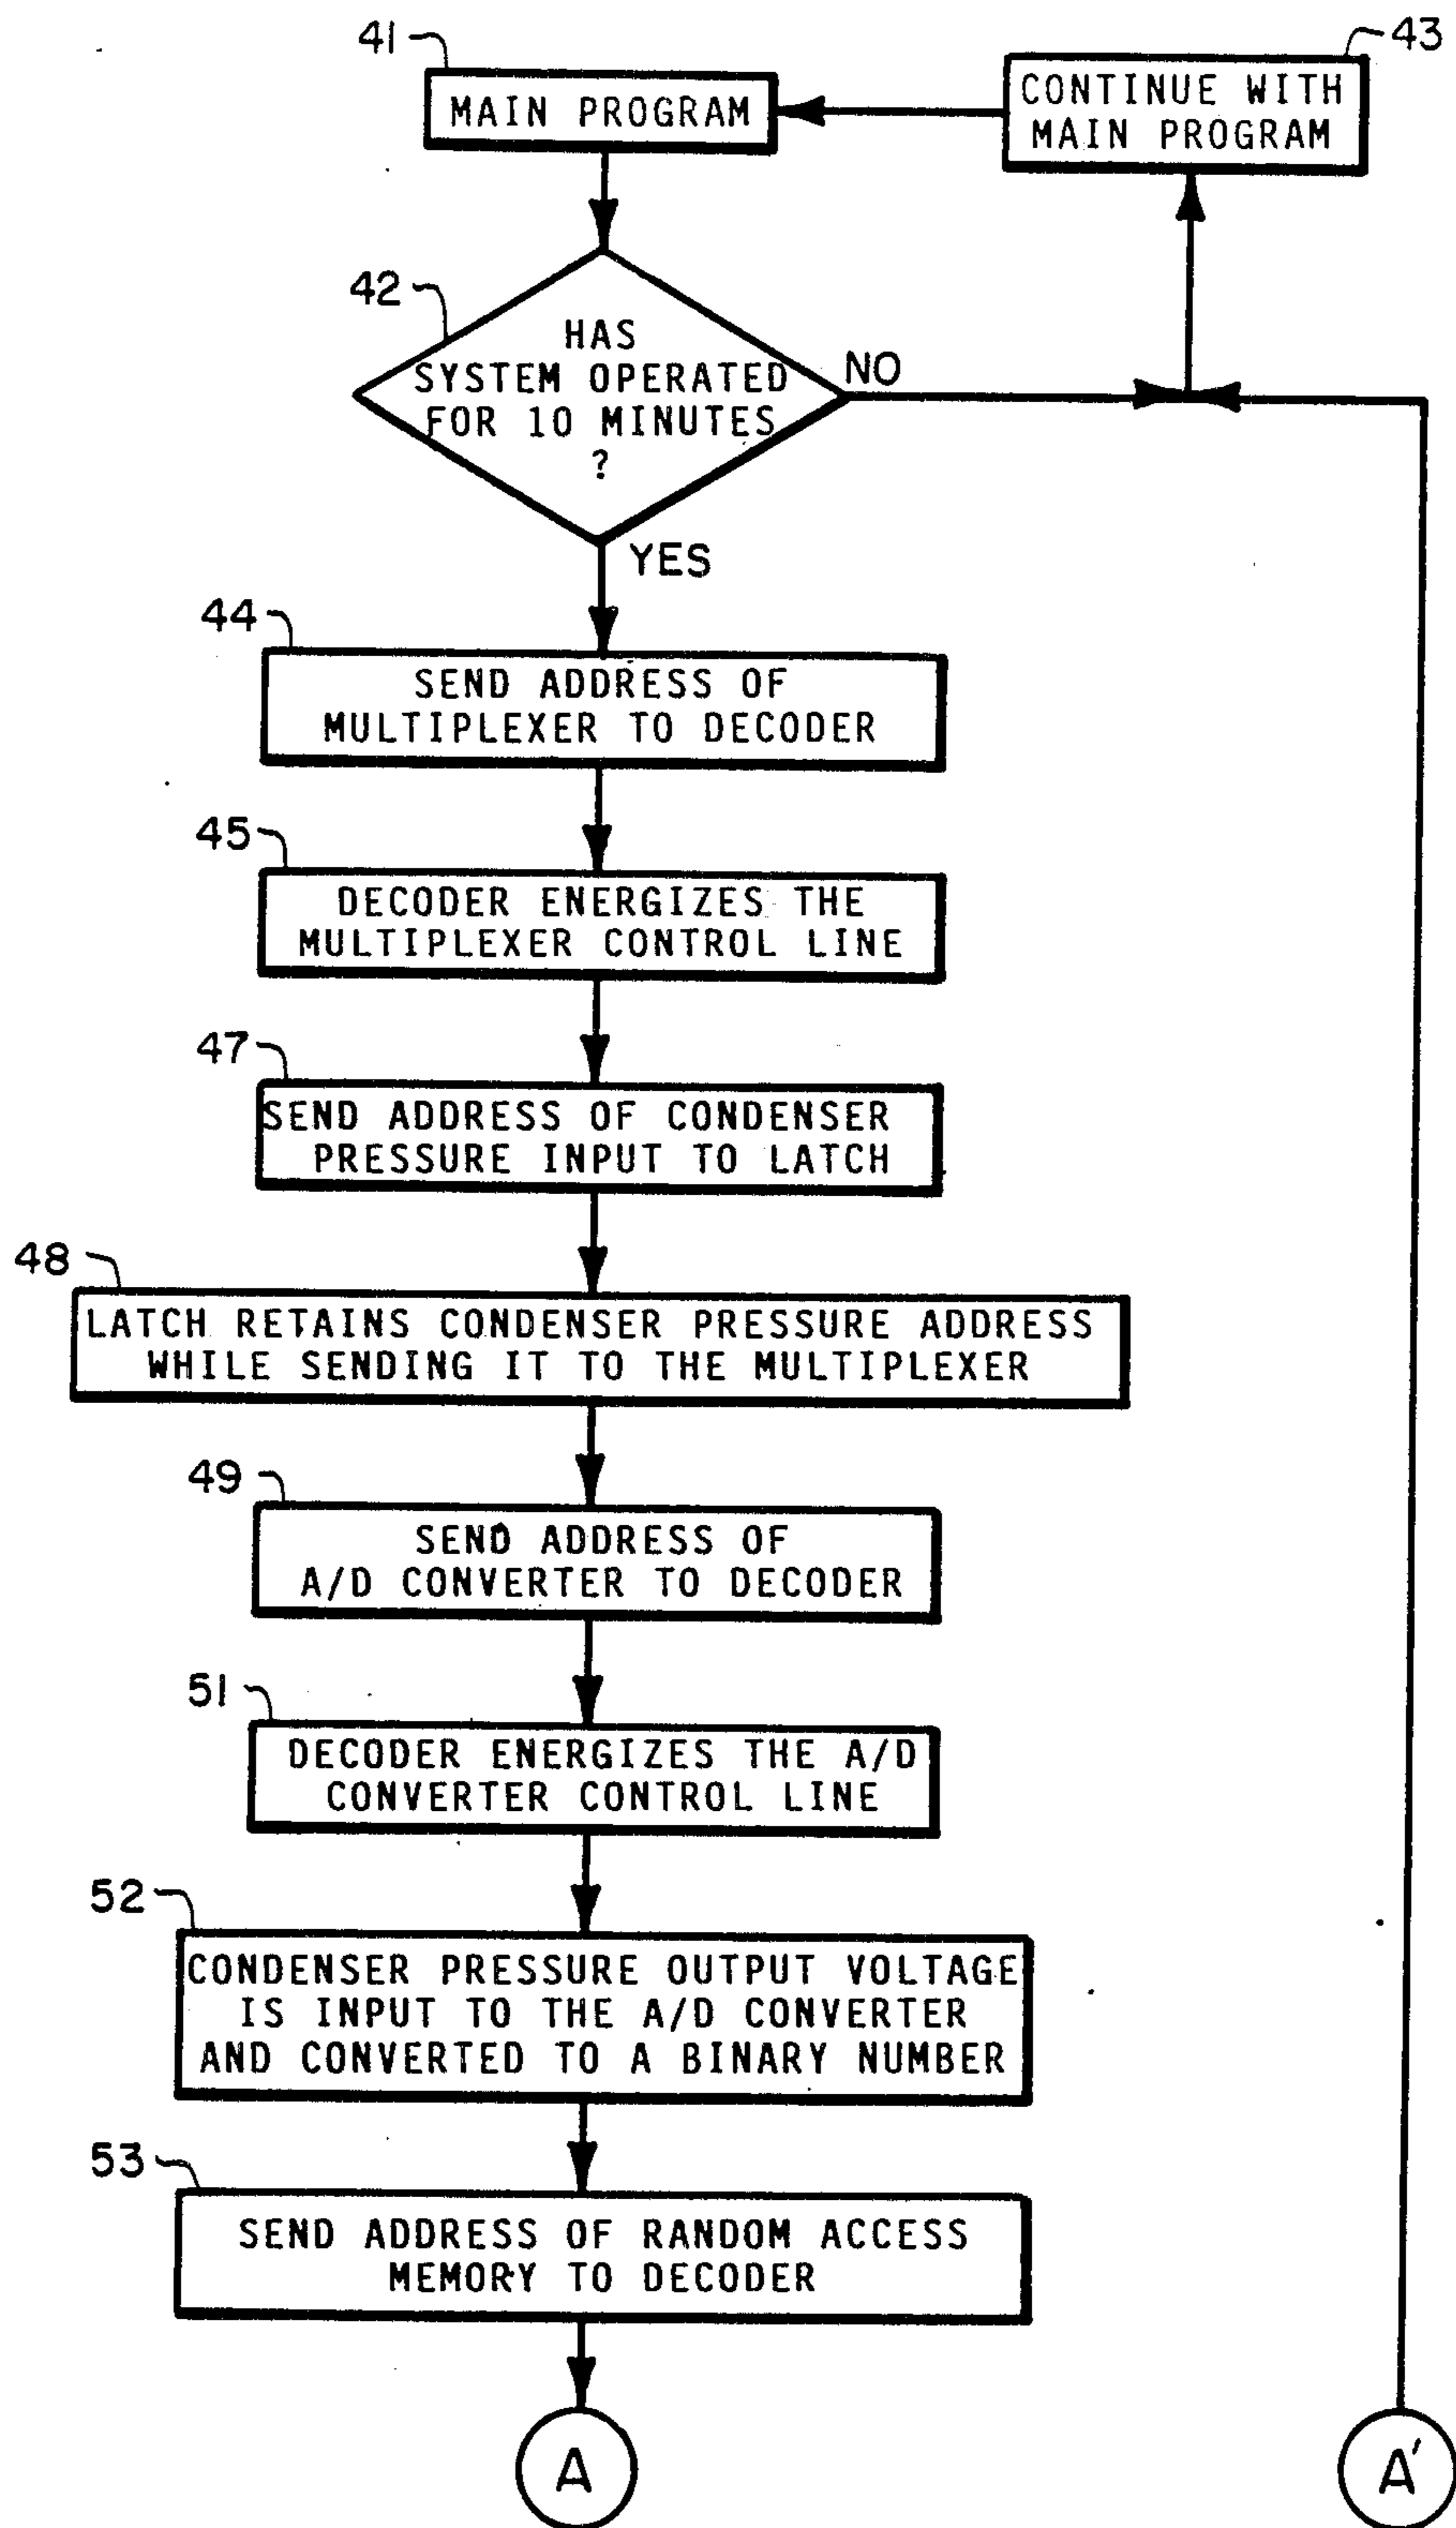 41
MAIN PROGRAM
43
CONTINUE WITH
MAIN PROGRAM
42
HAS
SYSTEM OPERATED
FOR 10 MINUTES
?
NO
YES
44
SEND ADDRESS OF
MULTIPLEXER TO DECODER
45
DECODER ENERGIZES THE
MULTIPLEXER CONTROL LINE
47
SEND ADDRESS OF CONDENSER
PRESSURE INPUT TO LATCH
48
LATCH RETAINS CONDENSER PRESSURE ADDRESS
WHILE SENDING IT TO THE MULTIPLEXER
49
SEND ADDRESS OF
A/D CONVERTER TO DECODER
51
DECODER ENERGIZES THE A/D
CONVERTER CONTROL LINE
52
CONDENSER PRESSURE OUTPUT VOLTAGE
IS INPUT TO THE A/D CONVERTER
AND CONVERTED TO A BINARY NUMBER
53
SEND ADDRESS OF RANDOM ACCESS
MEMORY TO DECODER
A
A'